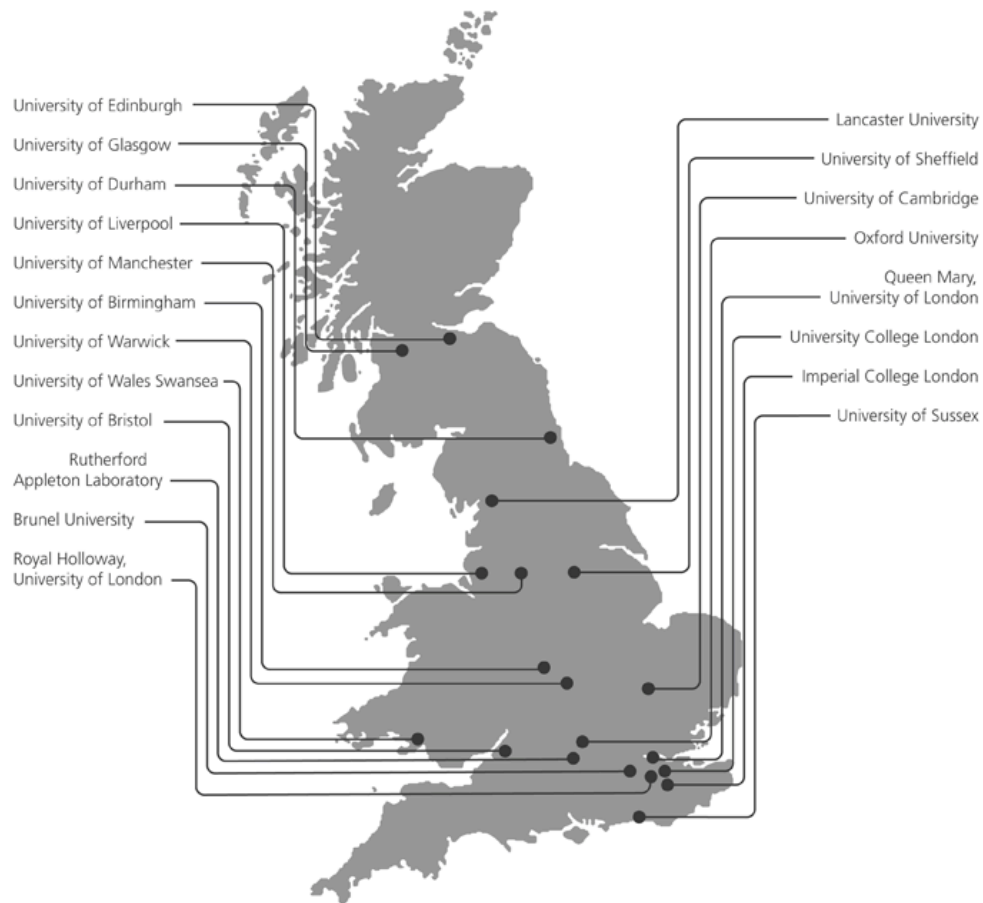 University of Edinburgh
University of Glasgow
University of Durham
University of Liverpool
University of Manchester
University of Birmingham
University of Warwick
University of Wales Swansea
University of Bristol
Rutherford
Appleton Laboratory
Brunel University
Royal Holloway,
University of London
Lancaster University
University of Sheffield
University of Cambridge
Oxford University
Queen Mary,
University of London
University College London
Imperial College London
University of Sussex